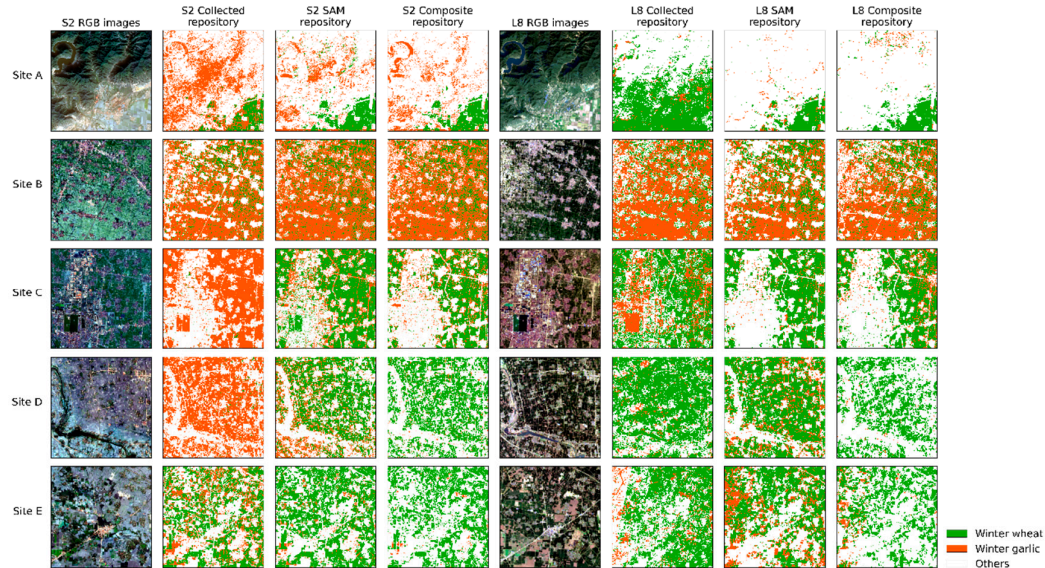 S2 RGB images
S2 Collected
repository
S2 SAM
repository
S2 Composite
repository
L8 RGB images
L8 Collected
repository
L8 SAM
repository
L8 Composite
repository
Site A
Site B
Site C
Site D
Site E
Winter wheat
Winter garlic
Others